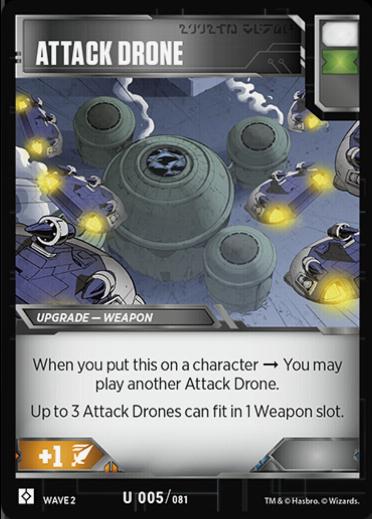 ATTACK DRONE
UPGRADE – WEAPON
When you put this on a character → You may
play another Attack Drone.
Up to 3 Attack Drones can fit in 1 Weapon slot.
+1
WAVE 2
U 005/081
TM & © Hasbro. © Wizards.